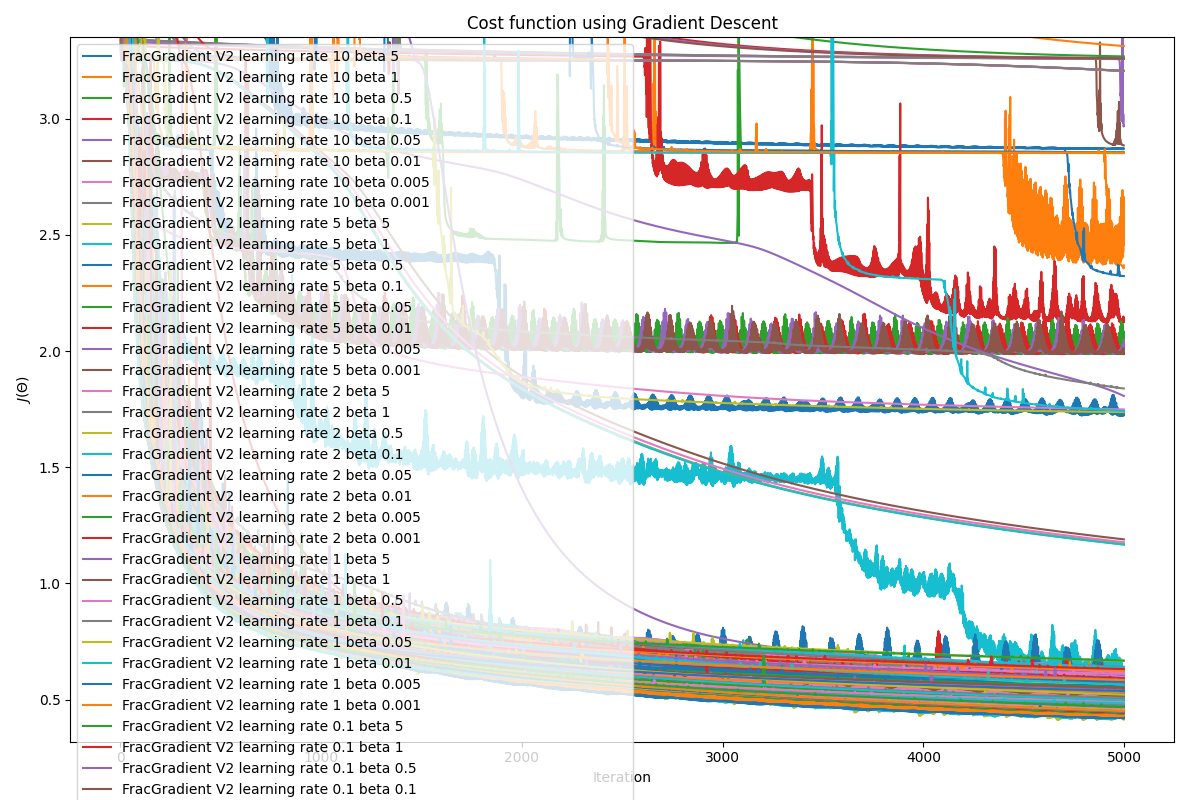 Cost function using Gradient Descent
J(Θ)
3.0
2.5
2.0
1.5
1.0
0.5
FracGradient V2 learning rate 10 beta 5
FracGradient V2 learning rate 10 beta 1
FracGradient V2 learning rate 10 beta 0.5
FracGradient V2 learning rate 10 beta 0.1
FracGradient V2 learning rate 10 beta 0.05
FracGradient V2 learning rate 10 beta 0.01
FracGradient V2 learning rate 10 beta 0.005
FracGradient V2 learning rate 10 beta 0.001
FracGradient V2 learning rate 5 beta 5
FracGradient V2 learning rate 5 beta 1
FracGradient V2 learning rate 5 beta 0.5
FracGradient V2 learning rate 5 beta 0.1
FracGradient V2 learning rate 5 beta 0.05
FracGradient V2 learning rate 5 beta 0.01
FracGradient V2 learning rate 5 beta 0.005
FracGradient V2 learning rate 5 beta 0.001
FracGradient V2 learning rate 2 beta 5
FracGradient V2 learning rate 2 beta 1
FracGradient V2 learning rate 2 beta 0.5
FracGradient V2 learning rate 2 beta 0.1
FracGradient V2 learning rate 2 beta 0.05
FracGradient V2 learning rate 2 beta 0.01
FracGradient V2 learning rate 2 beta 0.005
FracGradient V2 learning rate 2 beta 0.001
FracGradient V2 learning rate 1 beta 5
FracGradient V2 learning rate 1 beta 1
FracGradient V2 learning rate 1 beta 0.5
FracGradient V2 learning rate 1 beta 0.1
FracGradient V2 learning rate 1 beta 0.05
FracGradient V2 learning rate 1 beta 0.01
FracGradient V2 learning rate 1 beta 0.005
FracGradient V2 learning rate 1 beta 0.001
FracGradient V2 learning rate 0.1 beta 5
FracGradient V2 learning rate 0.1 beta 1
FracGradient V2 learning rate 0.1 beta 0.5
FracGradient V2 learning rate 0.1 beta 0.1
0 1000 2000 3000 4000 5000
Iteration